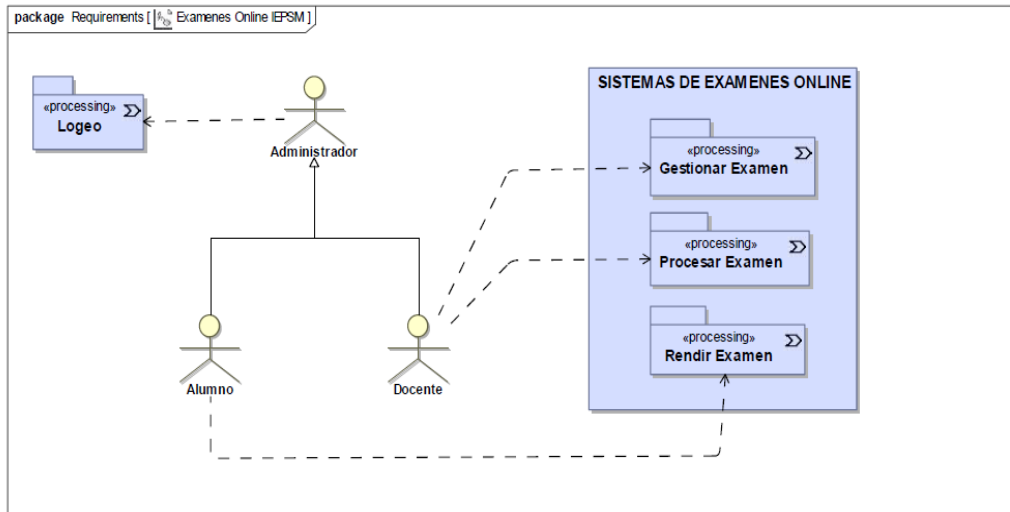 package Requirements [ Examenes Online IEPSM ]
«processing»
Logeo
Administrador
SISTEMAS DE EXAMENES ONLINE
«processing»
Gestionar Examen
«processing»
Procesar Examen
«processing»
Rendir Examen
Alumno
Docente